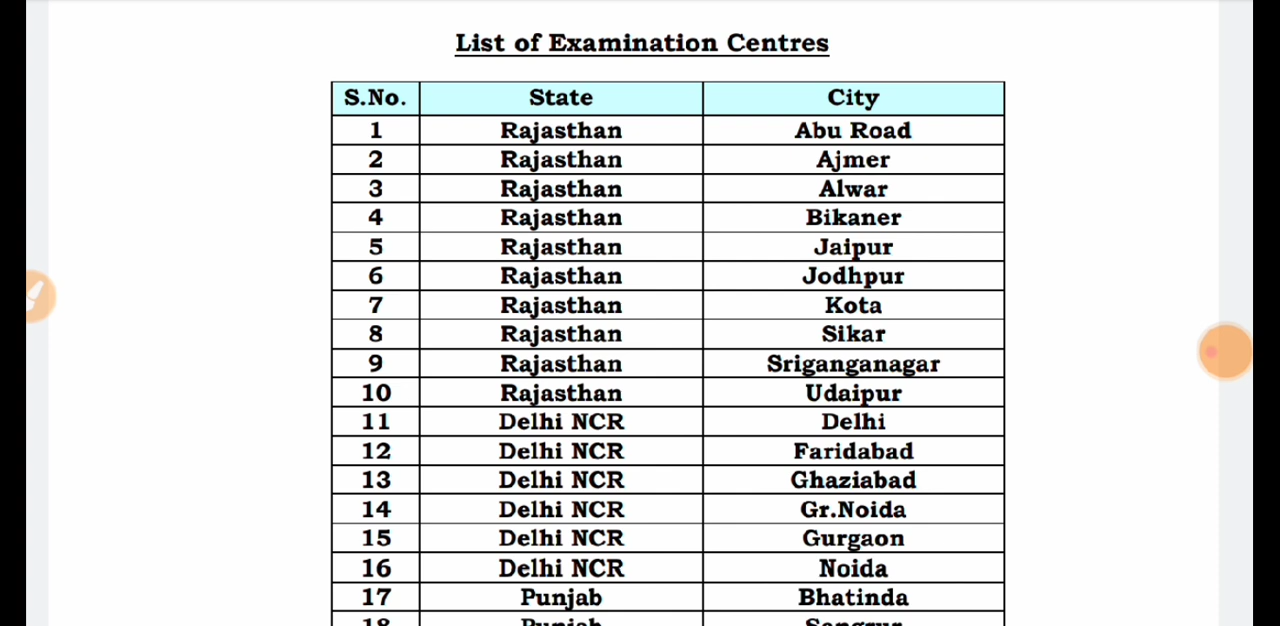 List of Examination Centres
S.No. State City
1 Rajasthan Abu Road
2 Rajasthan Ajmer
3 Rajasthan Alwar
4 Rajasthan Bikaner
5 Rajasthan Jaipur
6 Rajasthan Jodhpur
7 Rajasthan Kota
8 Rajasthan Sikar
9 Rajasthan Sriganganagar
10 Rajasthan Udaipur
11 Delhi NCR Delhi
12 Delhi NCR Faridabad
13 Delhi NCR Ghaziabad
14 Delhi NCR Gr.Noida
15 Delhi NCR Gurgaon
16 Delhi NCR Noida
17 Punjab Bhatinda
18 Punjab Sangrur